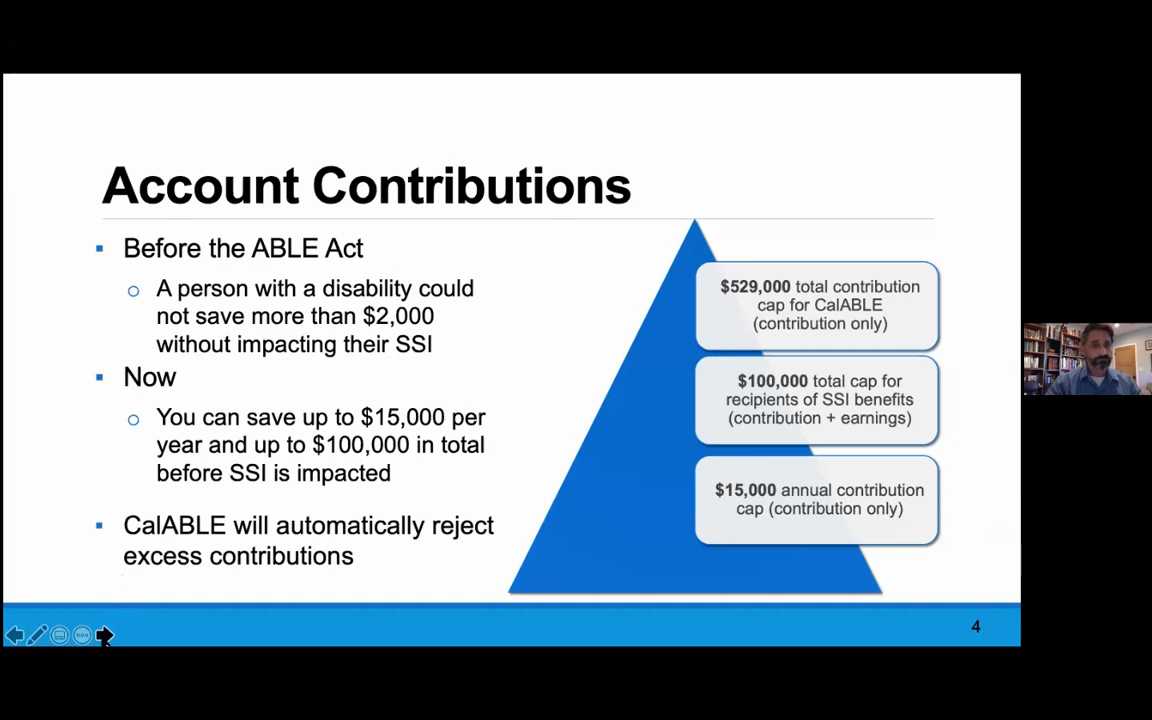 Account Contributions
Before the ABLE Act
A person with a disability could
not save more than $2,000
without impacting their SSI
Now
You can save up to $15,000 per
year and up to $100,000 in total
before SSI is impacted
CalABLE will automatically reject
excess contributions
$529,000 total contribution
cap for CalABLE
(contribution only)
$100,000 total cap for
recipients of SSI benefits
(contribution + earnings)
$15,000 annual contribution
cap (contribution only)
4